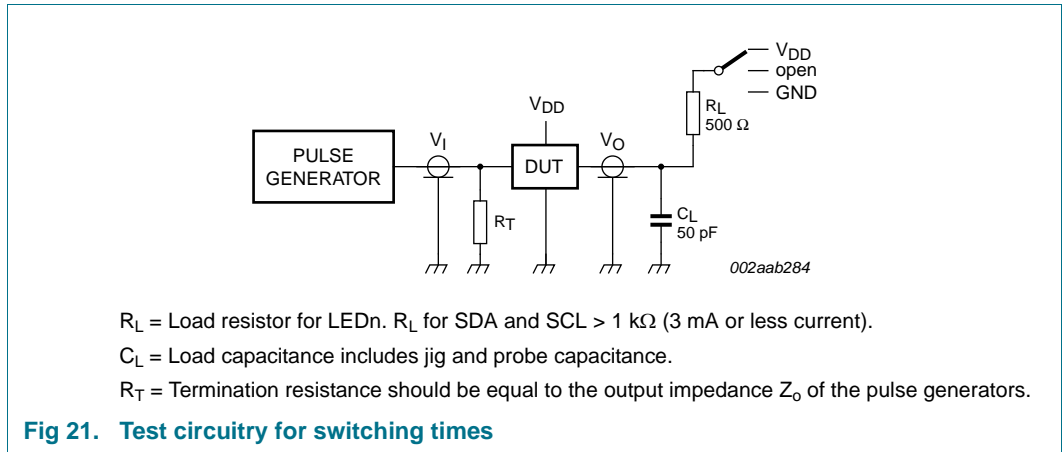 PULSE
GENERATOR
VI
RT
VDD
DUT
VO
CL
50 pF
RL
500 Ω
VDD
open
GND
002aab284
RL = Load resistor for LEDn. RL for SDA and SCL > 1 kΩ (3 mA or less current).
CL = Load capacitance includes jig and probe capacitance.
RT = Termination resistance should be equal to the output impedance Zo of the pulse generators.
Fig 21. Test circuitry for switching times